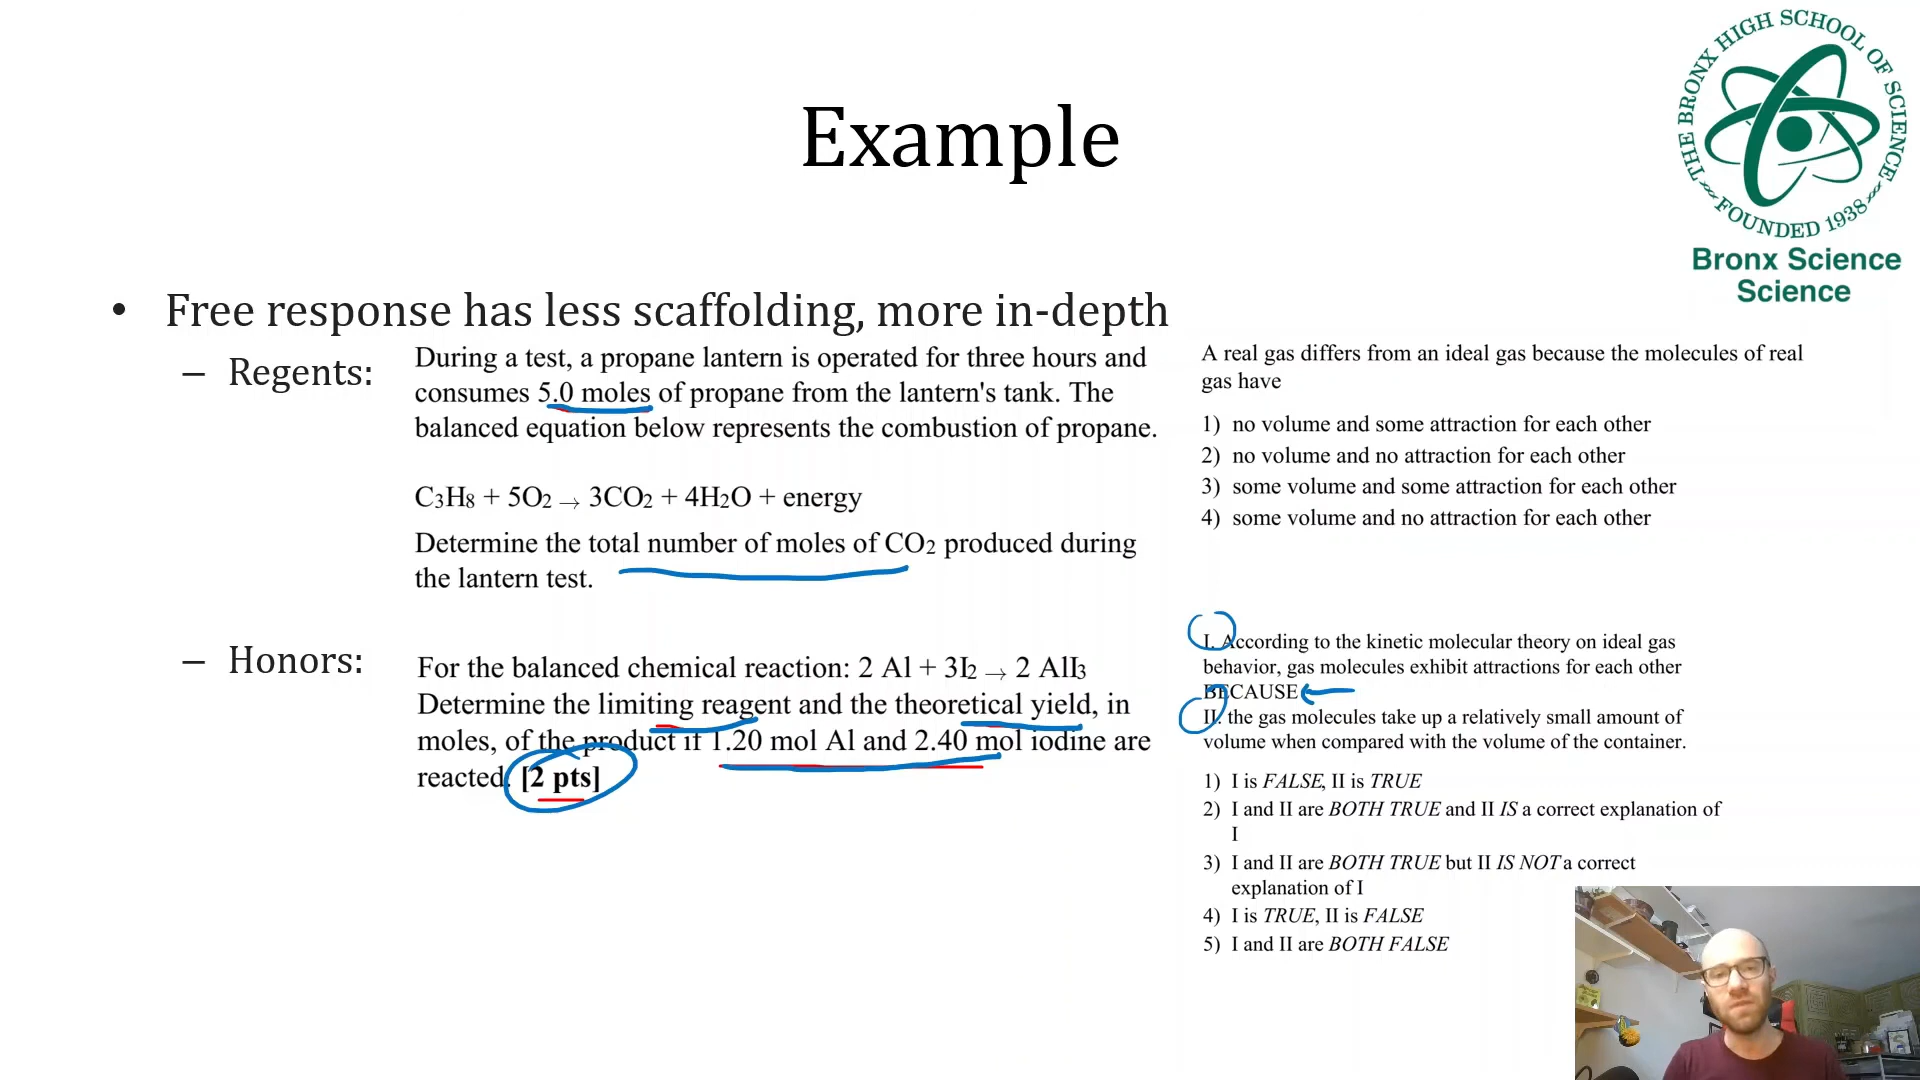 THE BRONX HIGH SCHOOL OF SCIENCE
FOUNDED 1938
Bronx Science
Science
Example
• Free response has less scaffolding, more in-depth
– Regents:
During a test, a propane lantern is operated for three hours and
consumes 5.0 moles of propane from the lantern's tank. The
balanced equation below represents the combustion of propane.
C3H8 + 5O2 → 3CO2 + 4H2O + energy
Determine the total number of moles of CO2 produced during
the lantern test.
A real gas differs from an ideal gas because the molecules of real
gas have
1) no volume and some attraction for each other
2) no volume and no attraction for each other
3) some volume and some attraction for each other
4) some volume and no attraction for each other
– Honors:
For the balanced chemical reaction: 2 Al + 3I2 → 2 AlI3
Determine the limiting reagent and the theoretical yield, in
moles, of the product if 1.20 mol Al and 2.40 mol iodine are
reacted. [2 pts]
I. According to the kinetic molecular theory on ideal gas
behavior, gas molecules exhibit attractions for each other
BECAUSE
II. the gas molecules take up a relatively small amount of
volume when compared with the volume of the container.
1) I is FALSE, II is TRUE
2) I and II are BOTH TRUE and II IS a correct explanation of
I
3) I and II are BOTH TRUE but II IS NOT a correct
explanation of I
4) I is TRUE, II is FALSE
5) I and II are BOTH FALSE